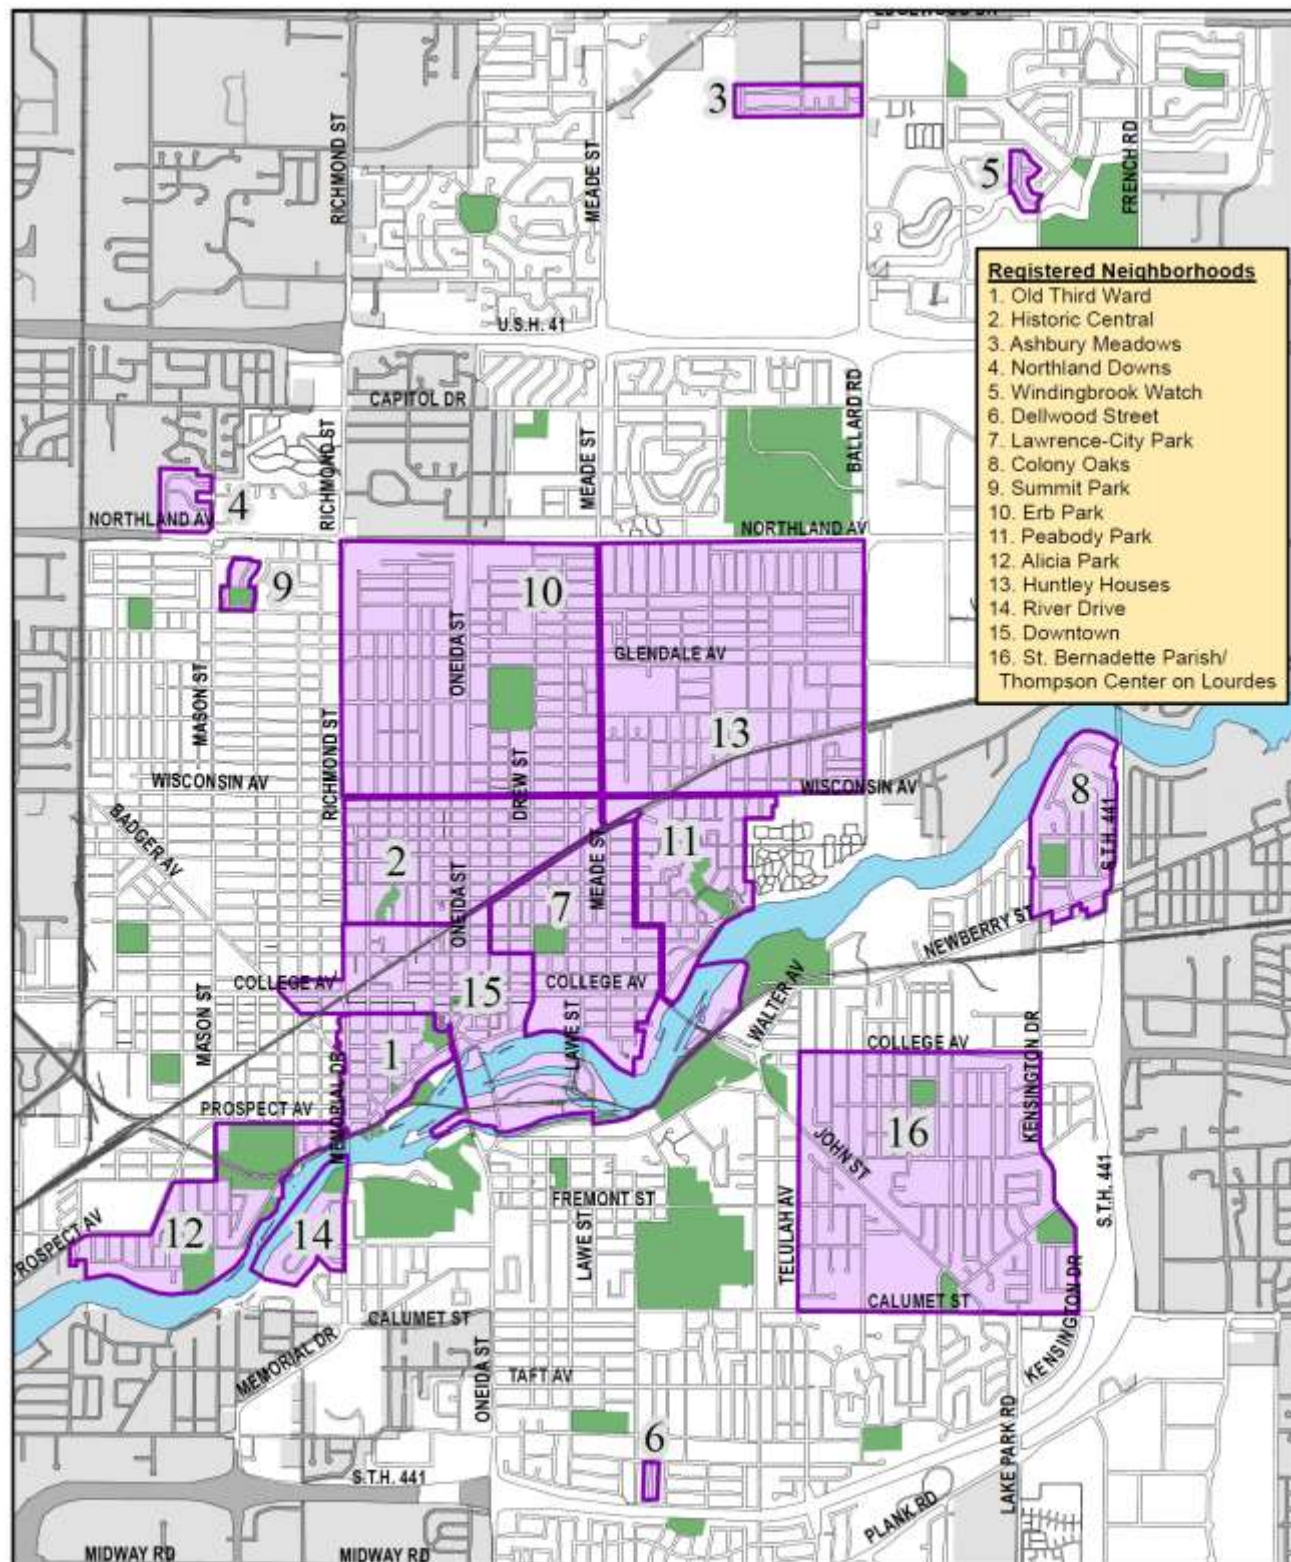 EDGEWOOD DR
3
RICHMOND ST
MEADE ST
5
FRENCH RD
Registered Neighborhoods
1. Old Third Ward
2. Historic Central
3. Ashbury Meadows
4. Northland Downs
5. Windingbrook Watch
6. Dellwood Street
7. Lawrence-City Park
8. Colony Oaks
9. Summit Park
10. Erb Park
11. Peabody Park
12. Alicia Park
13. Huntley Houses
14. River Drive
15. Downtown
16. St. Bernadette Parish/
Thompson Center on Lourdes
U.S.H. 41
CAPITOL DR
BALLARD RD
RICHMOND ST
MEADE ST
4
NORTHLAND AV
NORTHLAND AV
9
10
ONEIDA ST
GLENDALE AV
MASON ST
RICHMOND ST
13
DREW ST
WISCONSIN AV
WISCONSIN AV
8
S.T.H. 441
BADGER AV
2
11
MEADE ST
ONEIDA ST
7
NEWBERRY ST
COLLEGE AV
15
COLLEGE AV
WALTER AV
MASON ST
LAWE ST
1
COLLEGE AV
KENSINGTON DR
MEMORIAL DR
PROSPECT AV
16
JOHN ST
FREMONT ST
TELULAH AV
S.T.H. 441
PROSPECT AV
12
14
LAWE ST
CALUMET ST
CALUMET ST
KENSINGTON DR
MEMORIAL DR
ONEIDA ST
TAFT AV
6
LAKE PARK RD
S.T.H. 441
PLANK RD
MIDWAY RD
MIDWAY RD